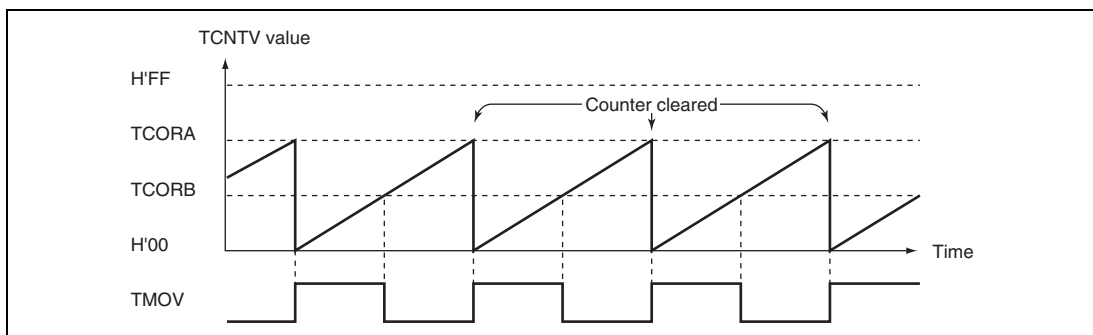 TCNTV value
H'FF
Counter cleared
TCORA
TCORB
H'00
Time
TMOV